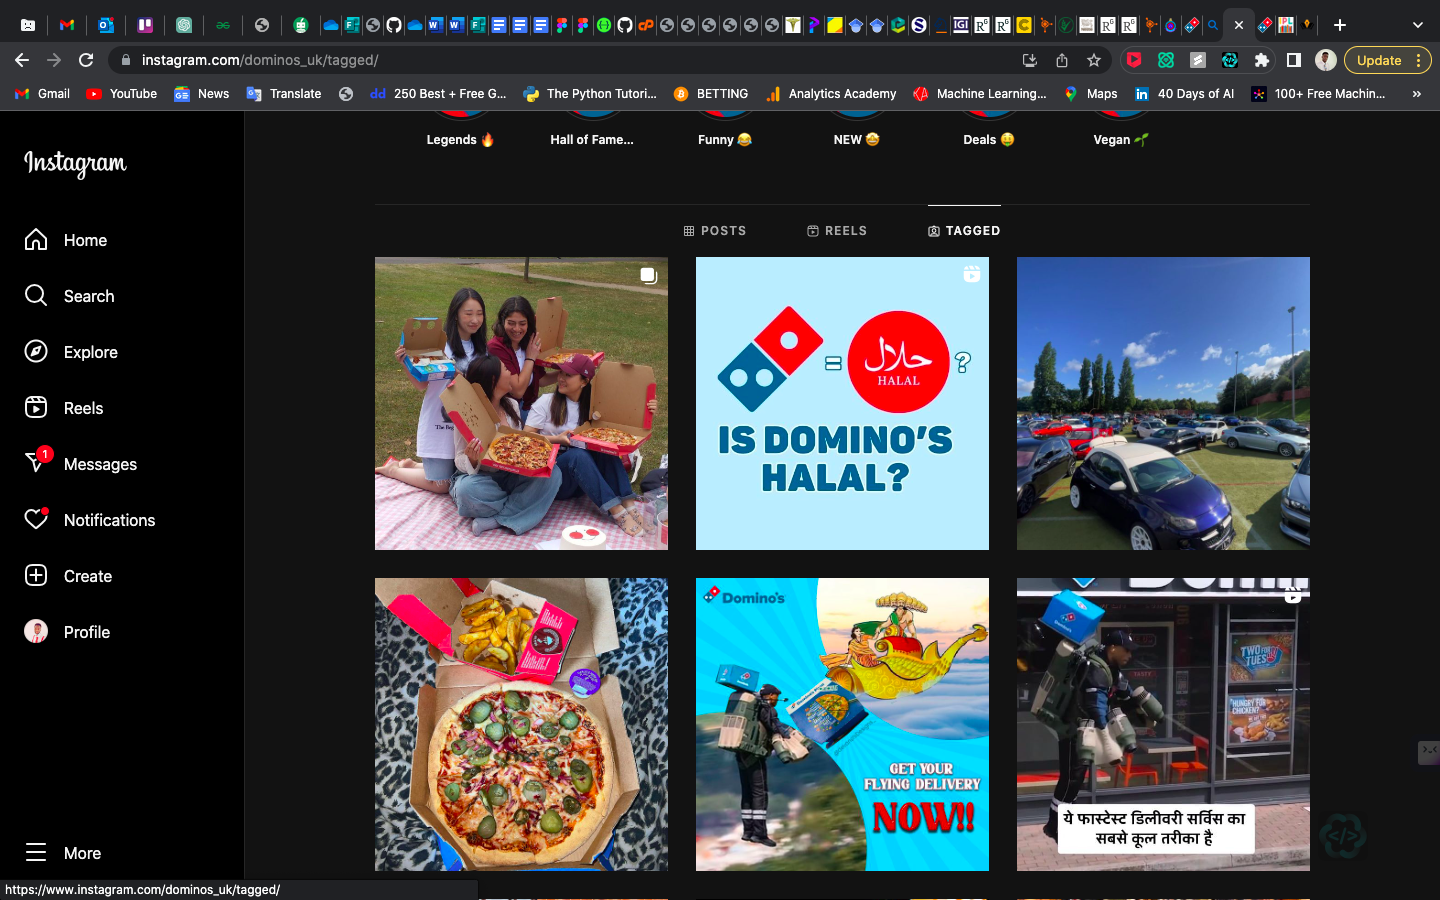 instagram.com/dominos_uk/tagged/
Update
Gmail
YouTube
News
Translate
250 Best + Free G...
The Python Tutori...
BETTING
Analytics Academy
Machine Learning...
Maps
40 Days of AI
100+ Free Machin...
»
Legends 🔥
Hall of Fame...
Funny 😂
NEW 🤩
Deals 🤑
Vegan 🌱
Instagram
Home
Search
Explore
Reels
1
Messages
Notifications
Create
Profile
More
POSTS
REELS
TAGGED
=
حلال
HALAL
?
IS DOMINO'S
HALAL?
Domino's
GET YOUR
FLYING DELIVERY
NOW!!
Domino's
TWO FOR
TUES
HUNGRY FOR
CHICKEN?
ये फास्टेस्ट डिलीवरी सर्विस का
सबसे कूल तरीका है
https://www.instagram.com/dominos_uk/tagged/